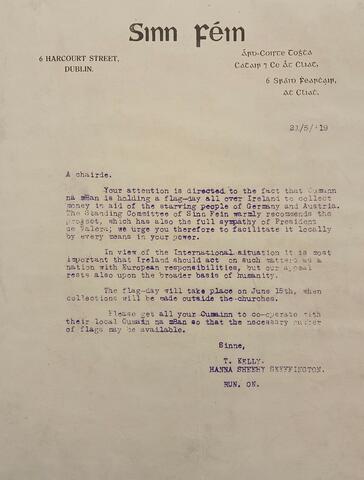 Sinn Féin
6 HARCOURT STREET,
DUBLIN.
Árd-Coirte Tosta
Catair 7 Co Át Cliat,
6 Sráid Fearcair,
át Cliat.
21/5/ 19
A chairde.
Your attention is directed to the fact that Cumann
na mBan is holding a flag-day all over Ireland to collect
money in aid of the starving people of Germany and Austria.
The Standing Committee of Sinn Fein warmly recommends the
project, which has also the full sympathy of President
de Valera; we urge you therefore to facilitate it locally
by every means in your power.
In view of the International situation it is most
important that Ireland should act on such matters as a
nation with European responsibilities, but our appeal
rests also upon the broader basis of humanity.
The flag-day will take place on June 15th, when
collections will be made outside the churches.
Please get all your Cumainn to co-operate with
their local Cumain na mBan so that the necessary number
of flags may be available.
Sinne,
T. KELLY.
HANNA SHEEHY SKEFFINGTON.
RUN. ON.